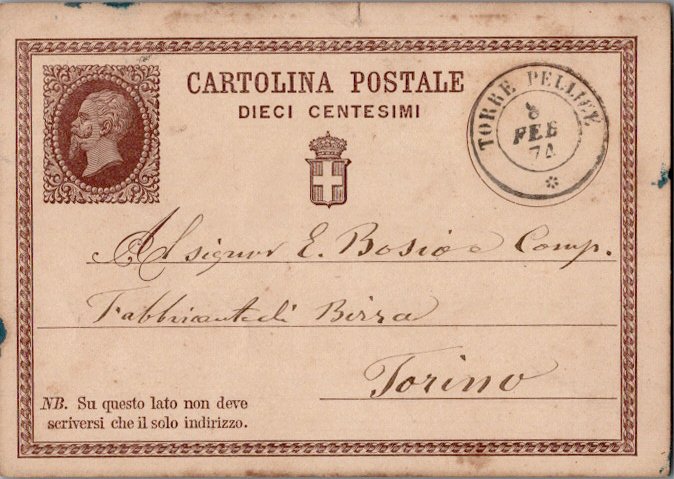 CARTOLINA POSTALE
DIECI CENTESIMI
TORRE PELLICE
8
FEB
74
Al signor E. Bosio e Comp.
Fabbricante di Birra
Torino
NB. Su questo lato non deve
scriversi che il solo indirizzo.